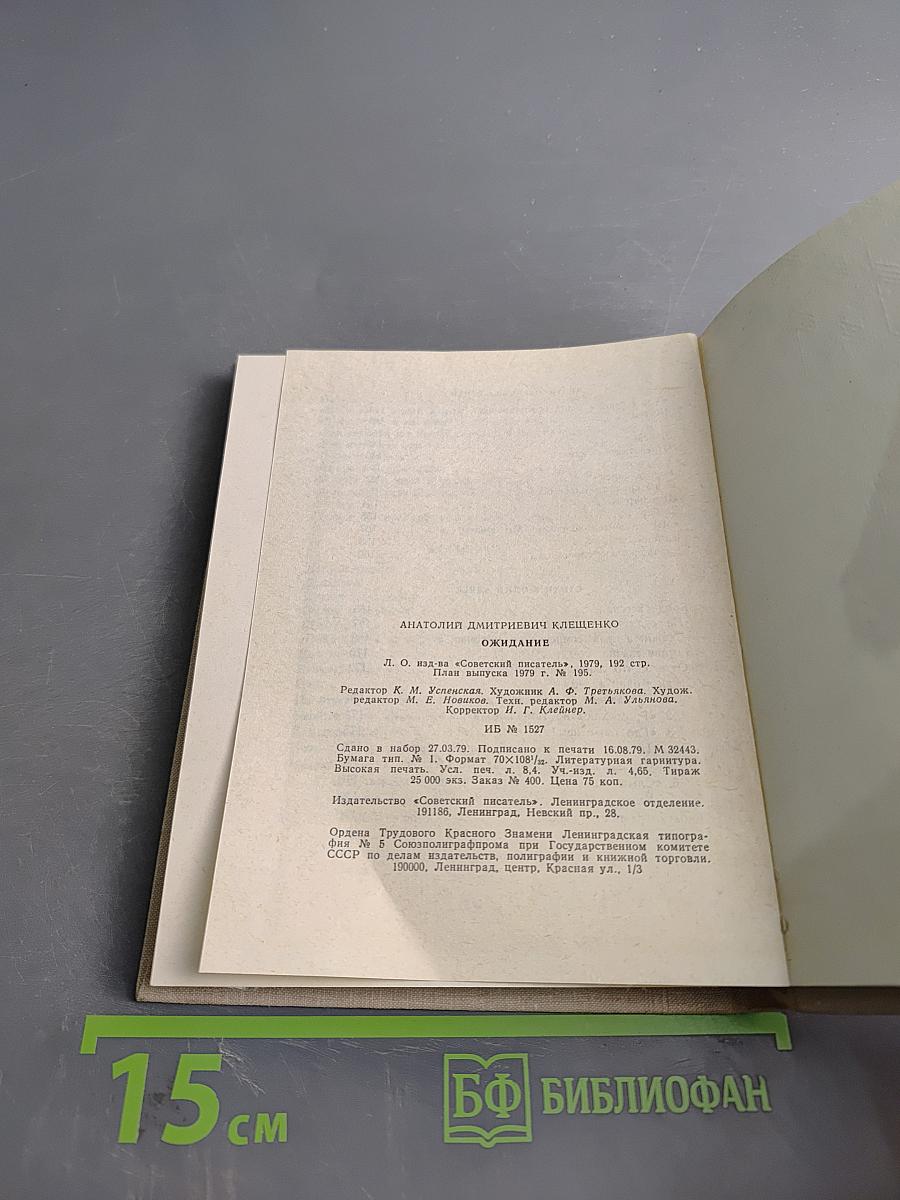 АНАТОЛИЙ ДМИТРИЕВИЧ КЛЕЩЕНКО
ОЖИДАНИЕ
Л. О. изд-ва «Советский писатель», 1979, 192 стр.
План выпуска 1979 г. № 195.
Редактор К. М. Успенская. Художник А. Ф. Третьякова. Худож.
редактор М. Е. Новиков. Техн. редактор М. А. Ульянова.
Корректор И. Г. Клейнер.
ИБ № 1527
Сдано в набор 27.03.79. Подписано к печати 16.08.79. М 32443.
Бумага тип. № 1. Формат 70×108¹/₃₂. Литературная гарнитура.
Высокая печать. Усл. печ. л. 8,4. Уч.-изд. л. 4,65. Тираж
25 000 экз. Заказ № 400. Цена 75 коп.
Издательство «Советский писатель». Ленинградское отделение.
191186, Ленинград, Невский пр., 28.
Ордена Трудового Красного Знамени Ленинградская типогра-
фия № 5 Союзполиграфпрома при Государственном комитете
СССР по делам издательств, полиграфии и книжной торговли.
190000, Ленинград, центр, Красная ул., 1/3
15 см
БФ БИБЛИОФАН